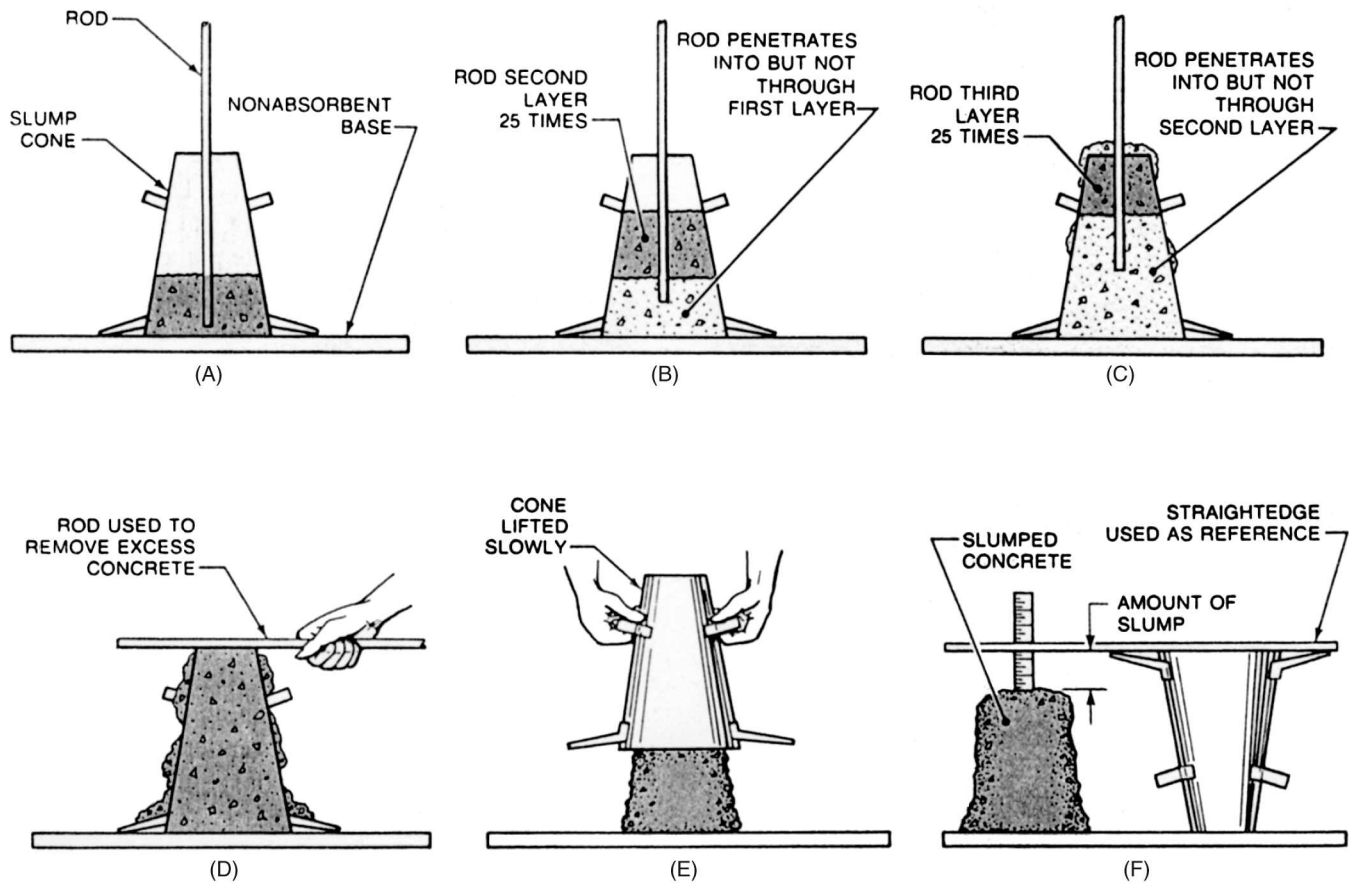 ROD
SLUMP
CONE
NONABSORBENT
BASE
(A)
ROD SECOND
LAYER
25 TIMES
ROD PENETRATES
INTO BUT NOT
THROUGH
FIRST LAYER
(B)
ROD THIRD
LAYER
25 TIMES
ROD PENETRATES
INTO BUT NOT
THROUGH
SECOND LAYER
(C)
ROD USED TO
REMOVE EXCESS
CONCRETE
(D)
CONE
LIFTED
SLOWLY
(E)
SLUMPED
CONCRETE
AMOUNT OF
SLUMP
STRAIGHTEDGE
USED AS REFERENCE
(F)